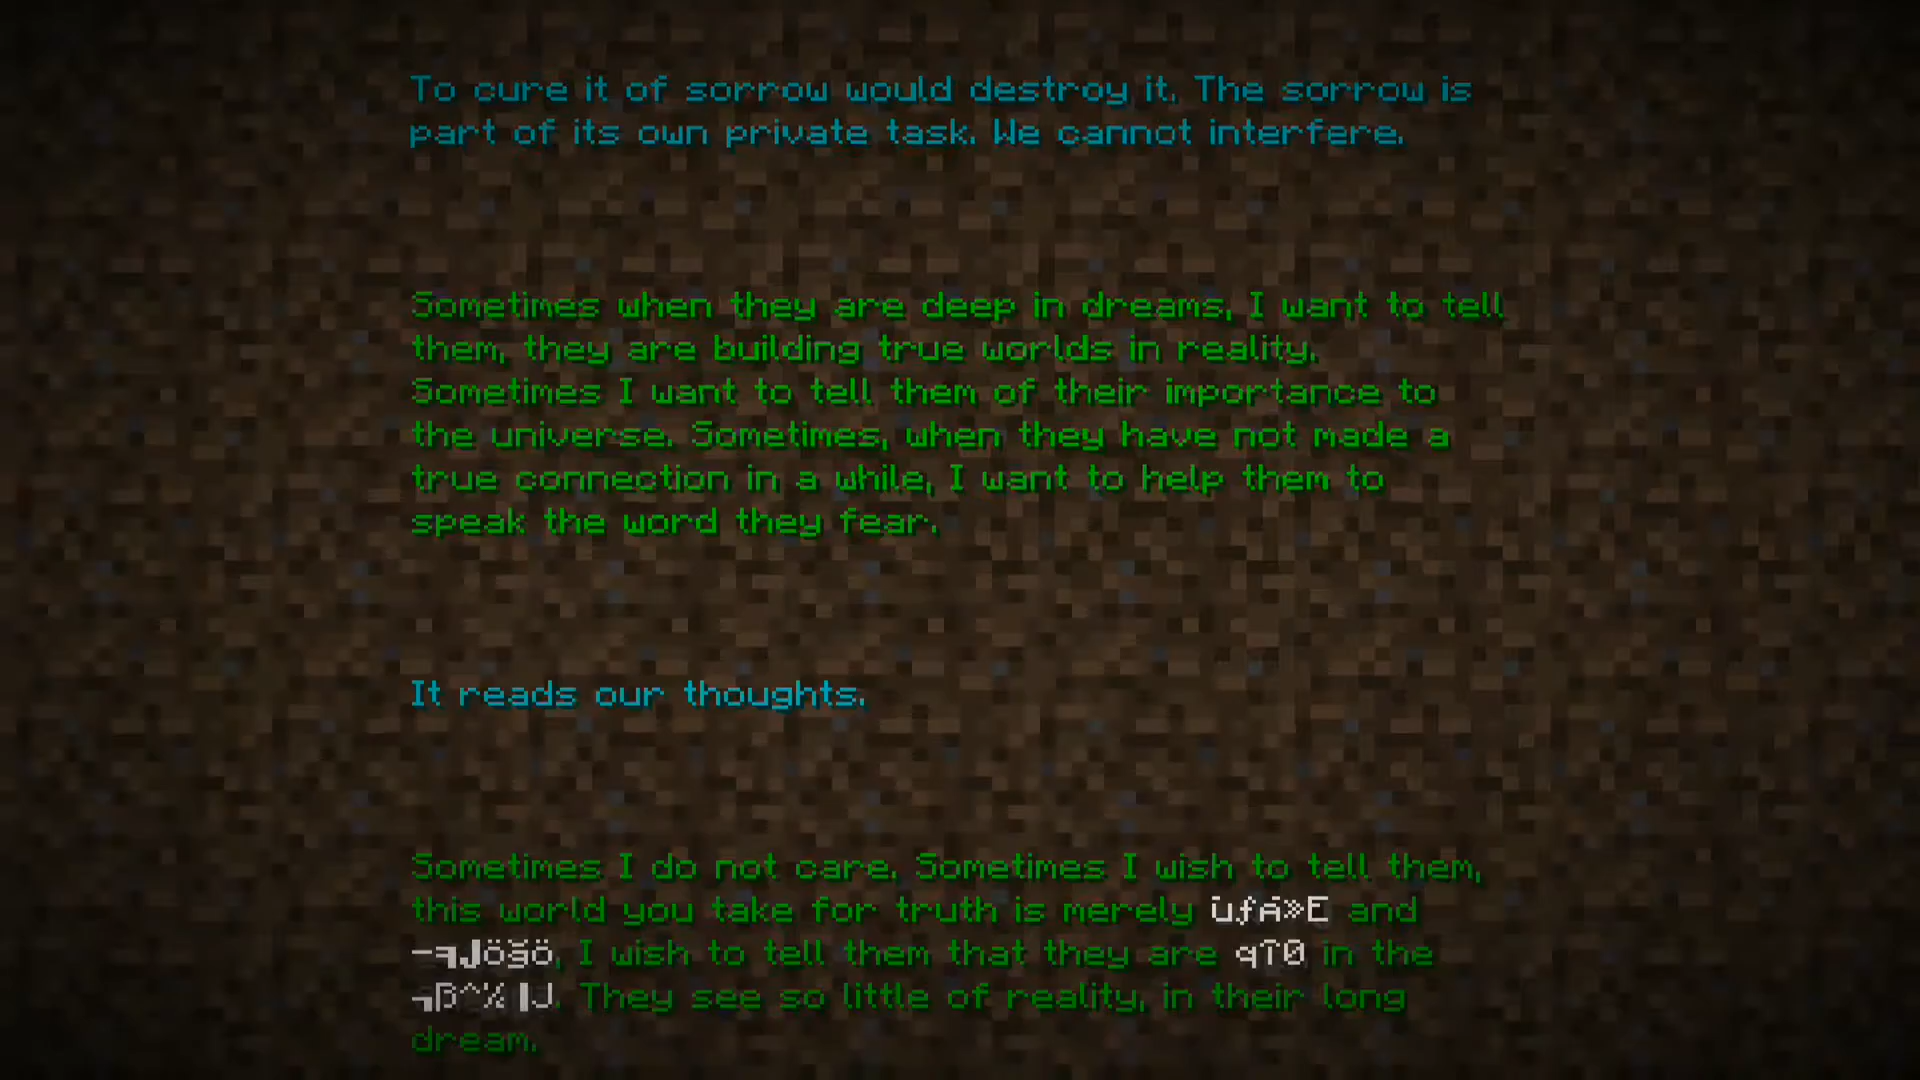 To cure it of sorrow would destroy it. The sorrow is
part of its own private task. We cannot interfere.
Sometimes when they are deep in dreams, I want to tell
them, they are building true worlds in reality.
Sometimes I want to tell them of their importance to
the universe. Sometimes, when they have not made a
true connection in a while, I want to help them to
speak the word they fear.
It reads our thoughts.
Sometimes I do not care. Sometimes I wish to tell them,
this world you take for truth is merely and
I wish to tell them that they are in the
They see so little of reality, in their long
dream.